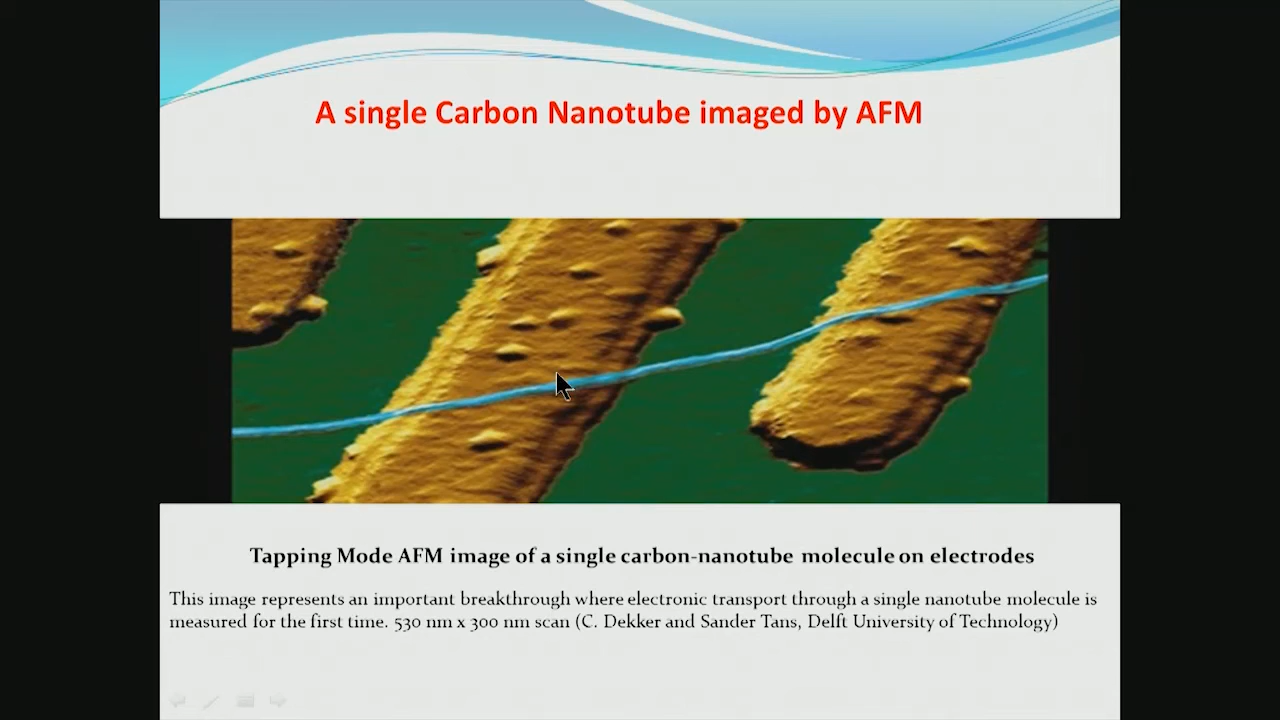 A single Carbon Nanotube imaged by AFM
Tapping Mode AFM image of a single carbon-nanotube molecule on electrodes
This image represents an important breakthrough where electronic transport through a single nanotube molecule is
measured for the first time. 530 nm x 300 nm scan (C. Dekker and Sander Tans, Delft University of Technology)